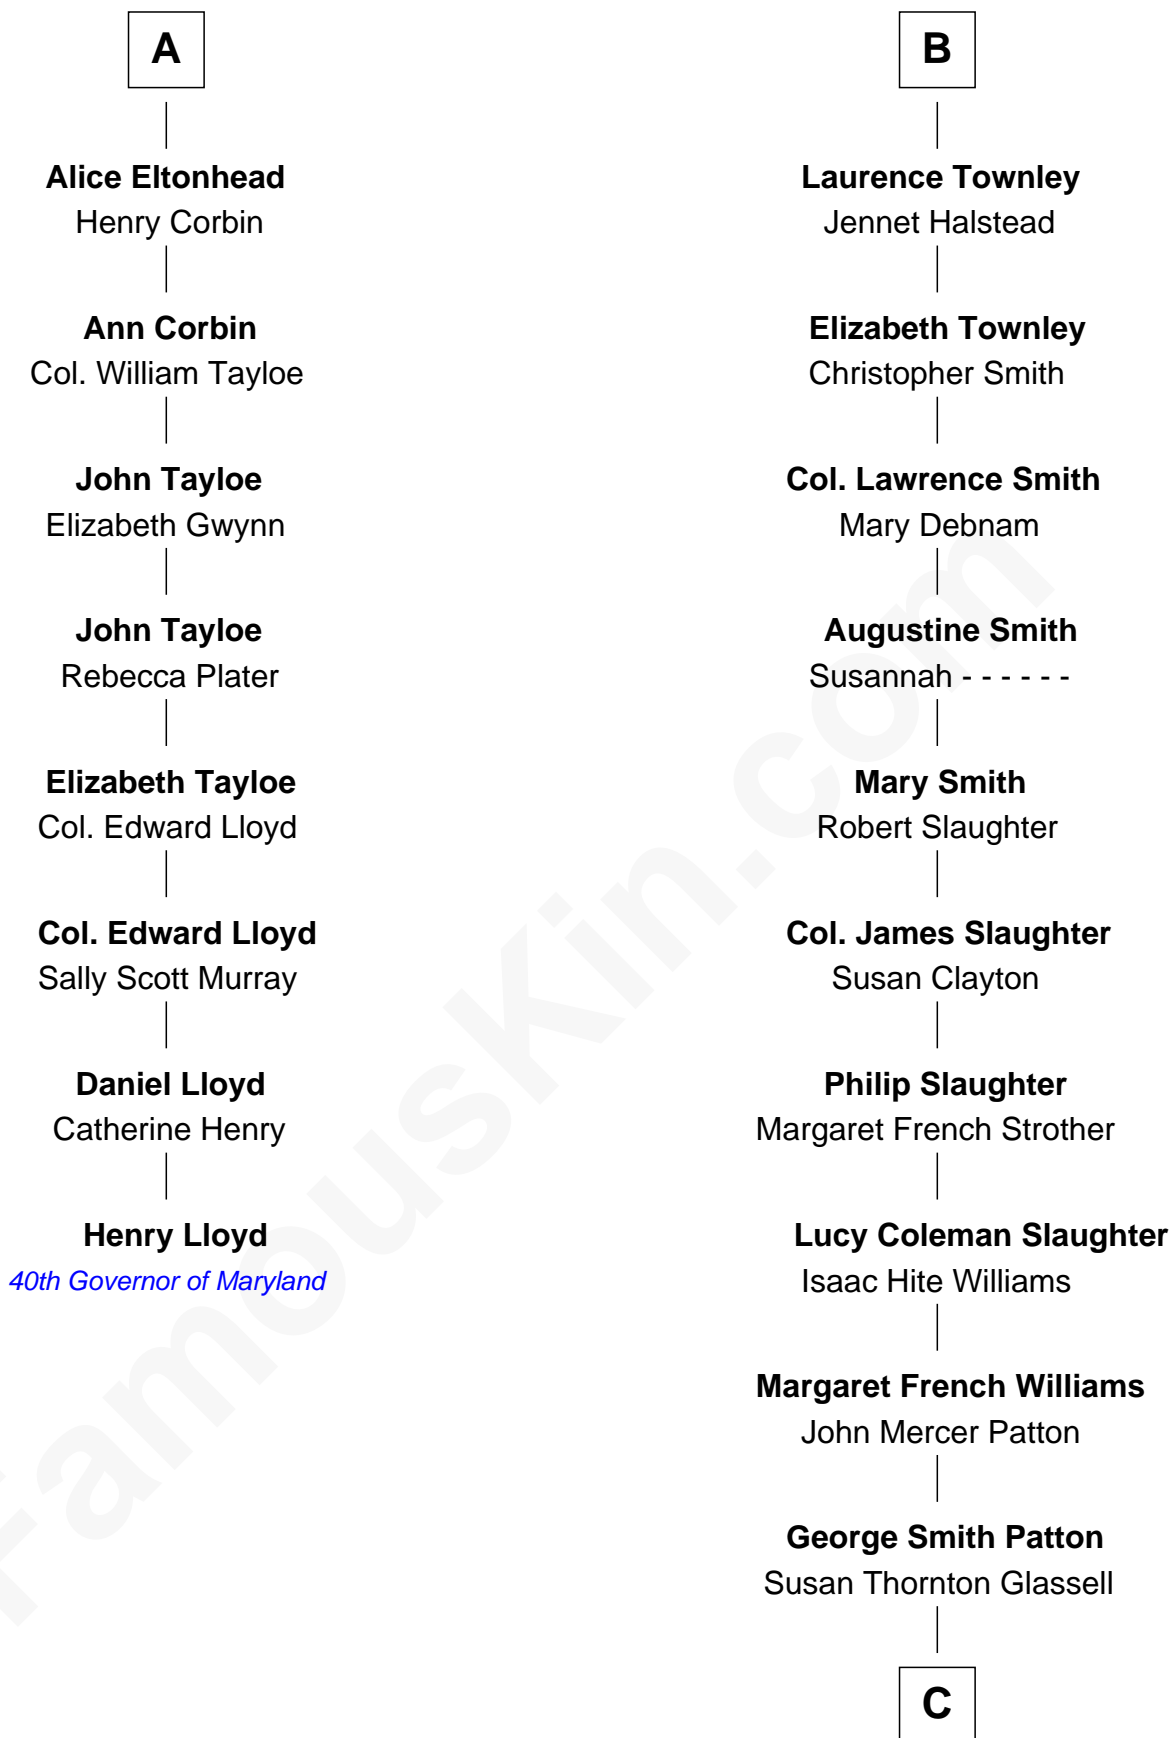 A
Alice Eltonhead
Henry Corbin
Ann Corbin
Col. William Tayloe
John Tayloe
Elizabeth Gwynn
John Tayloe
Rebecca Plater
Elizabeth Tayloe
Col. Edward Lloyd
Col. Edward Lloyd
Sally Scott Murray
Daniel Lloyd
Catherine Henry
Henry Lloyd
40th Governor of Maryland
B
Laurence Townley
Jennet Halstead
Elizabeth Townley
Christopher Smith
Col. Lawrence Smith
Mary Debnam
Augustine Smith
Susannah - - - - - -
Mary Smith
Robert Slaughter
Col. James Slaughter
Susan Clayton
Philip Slaughter
Margaret French Strother
Lucy Coleman Slaughter
Isaac Hite Williams
Margaret French Williams
John Mercer Patton
George Smith Patton
Susan Thornton Glassell
C
FamousKin.com